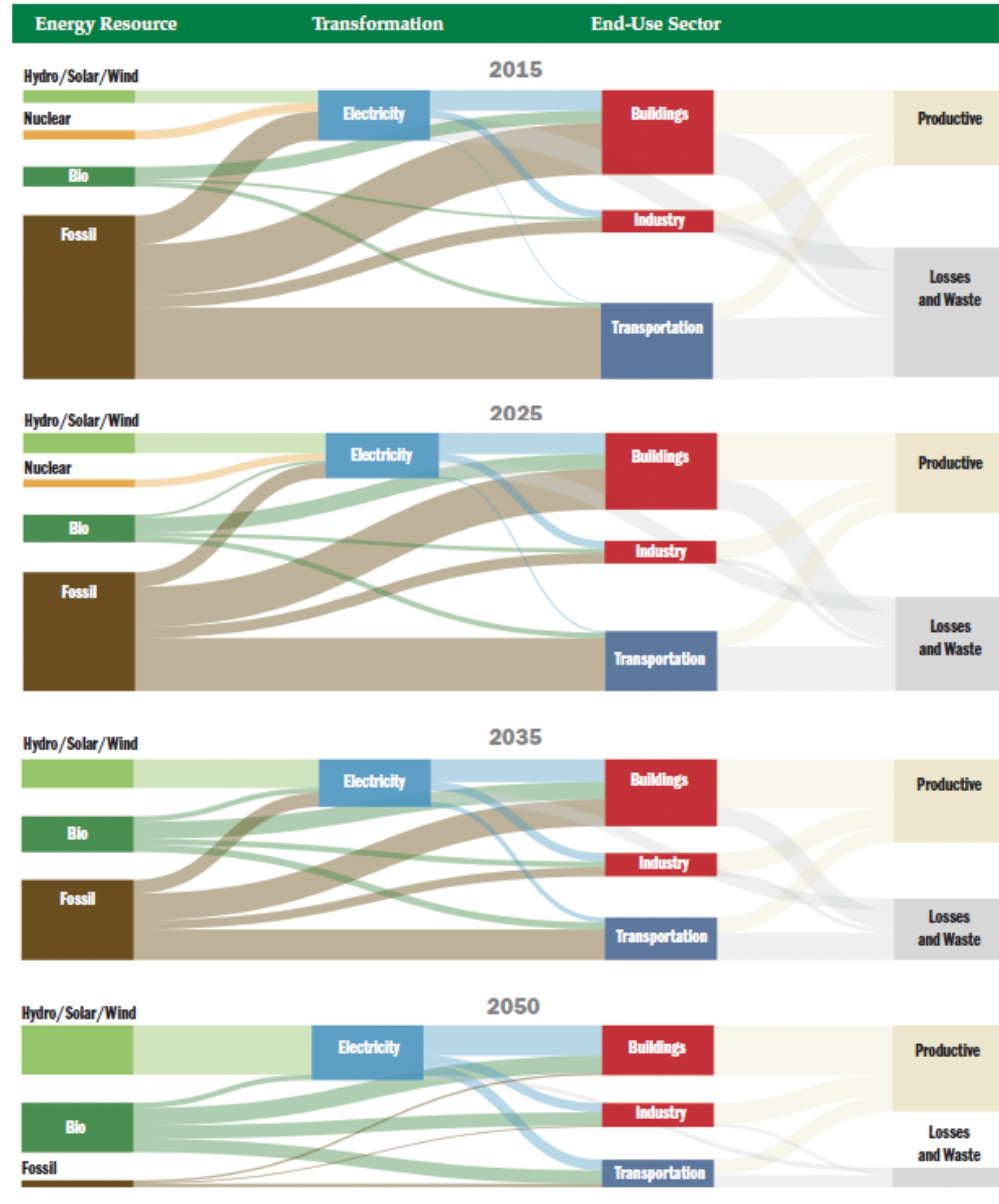 Energy Resource Transformation End-Use Sector
2015
Hydro/Solar/Wind
Electricity Buildings Productive
Nuclear
Bio
Industry
Fossil
Losses
and Waste
Transportation
2025
Hydro/Solar/Wind
Electricity Buildings Productive
Nuclear
Bio
Industry
Fossil
Losses
and Waste
Transportation
2035
Hydro/Solar/Wind
Electricity Buildings Productive
Bio
Industry
Fossil
Losses
and Waste
Transportation
2050
Hydro/Solar/Wind
Electricity Buildings Productive
Bio
Industry
Losses
and Waste
Fossil
Transportation